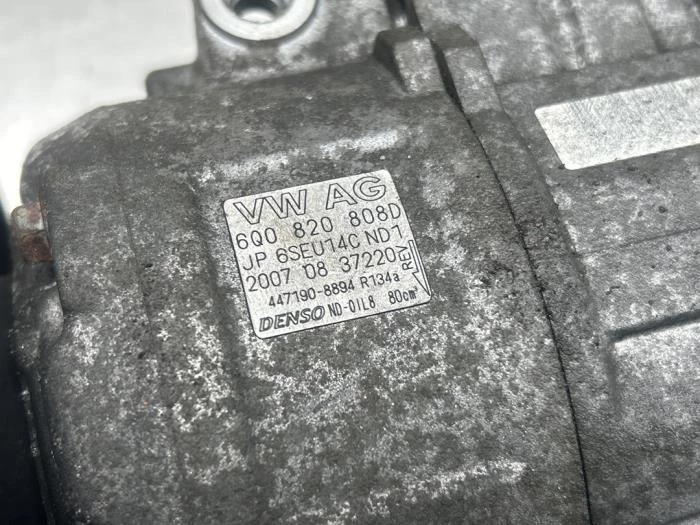 VW AG
6Q0 820 808D
JP 6SEU14C ND1
2007 08 37220
REV
447190-8894 R134a
DENSO ND-OIL8 80cm³